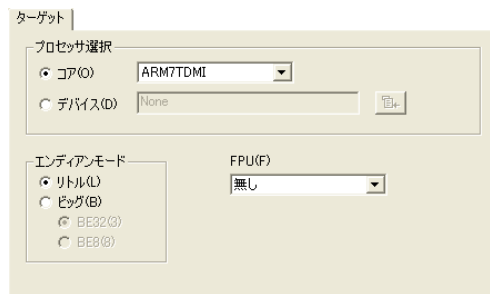 ターゲット
プロセッサ選択
コア(O)
ARM7TDMI
デバイス(D)
None
エンディアンモード
リトル(L)
ビッグ(B)
BE32(3)
BE8(8)
FPU(F)
無し